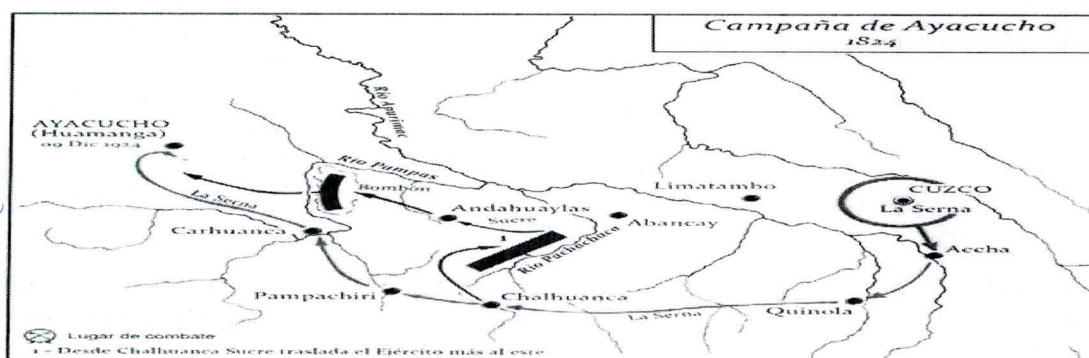 Campaña de Ayacucho
1824
Río Apurímac
AYACUCHO
(Huamanga)
09 Dic 1924
Río Pampas
Bombón
Limatambo
CUZCO
La Serna
La Serna
Andahuaylas
Sucre
Abancay
Carhuanca
1
Río Pachachaca
Accha
Pampachiri
Chalhuanca
La Serna
Quinola
Lugar de combate
1 - Desde Chalhuanca Sucre traslada el Ejército más al este